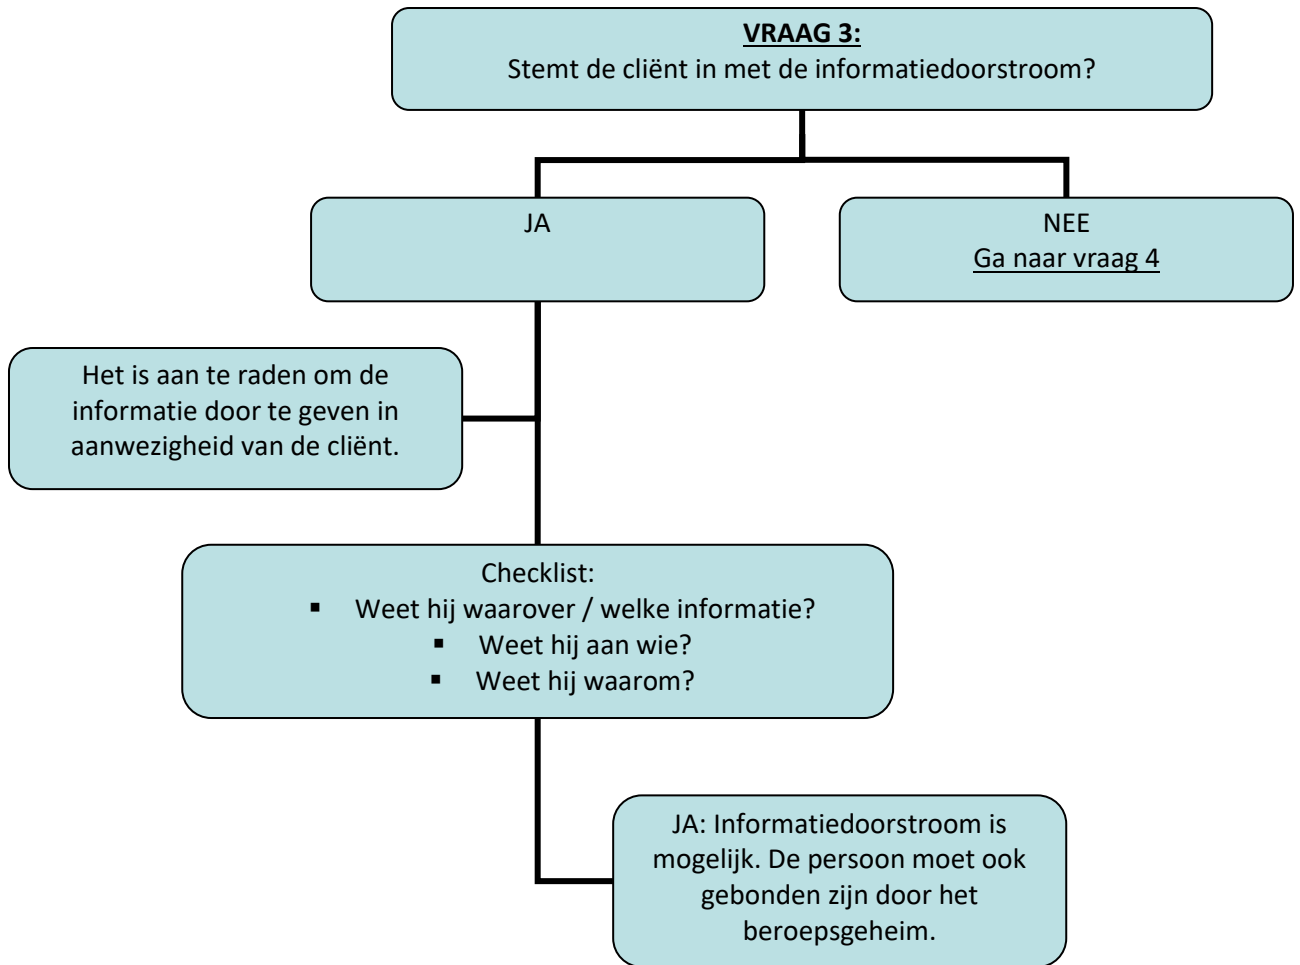 VRAAG 3:
Stemt de cliënt in met de informatiedoorstroom?
JA
NEE
Ga naar vraag 4
Het is aan te raden om de
informatie door te geven in
aanwezigheid van de cliënt.
Checklist:
▪ Weet hij waarover / welke informatie?
▪ Weet hij aan wie?
▪ Weet hij waarom?
JA: Informatiedoorstroom is
mogelijk. De persoon moet ook
gebonden zijn door het
beroepsgeheim.